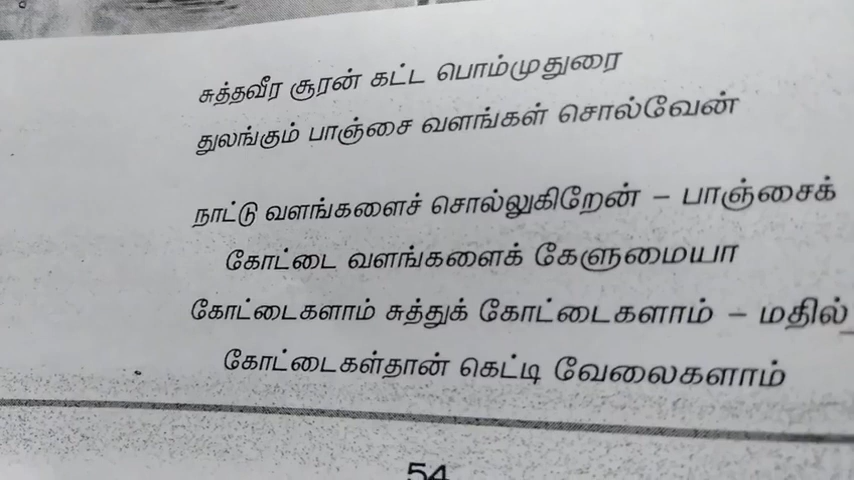 சுத்தவீர சூரன் கட்ட பொம்முதுரை
துலங்கும் பாஞ்சை வளங்கள் சொல்வேன்
நாட்டு வளங்களைச் சொல்லுகிறேன் – பாஞ்சைக்
கோட்டை வளங்களைக் கேளுமையா
கோட்டைகளாம் சுத்துக் கோட்டைகளாம் – மதில்
கோட்டைகள்தான் கெட்டி வேலைகளாம்
54